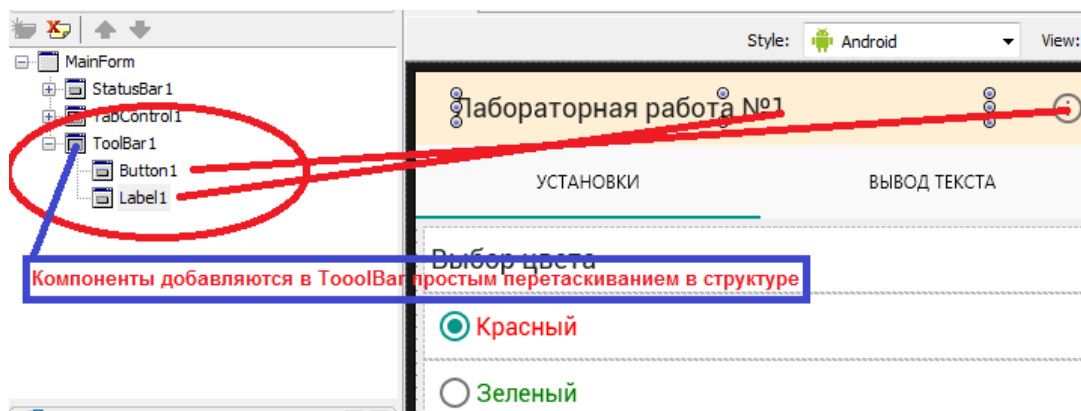 Style: Android View:
MainForm
StatusBar1
TabControl1
ToolBar1
Button1
Label1
Лабораторная работа №1
УСТАНОВКИ ВЫВОД ТЕКСТА
Выбор цвета
Компоненты добавляются в TooolBar простым перетаскиванием в структуре
Красный
Зеленый